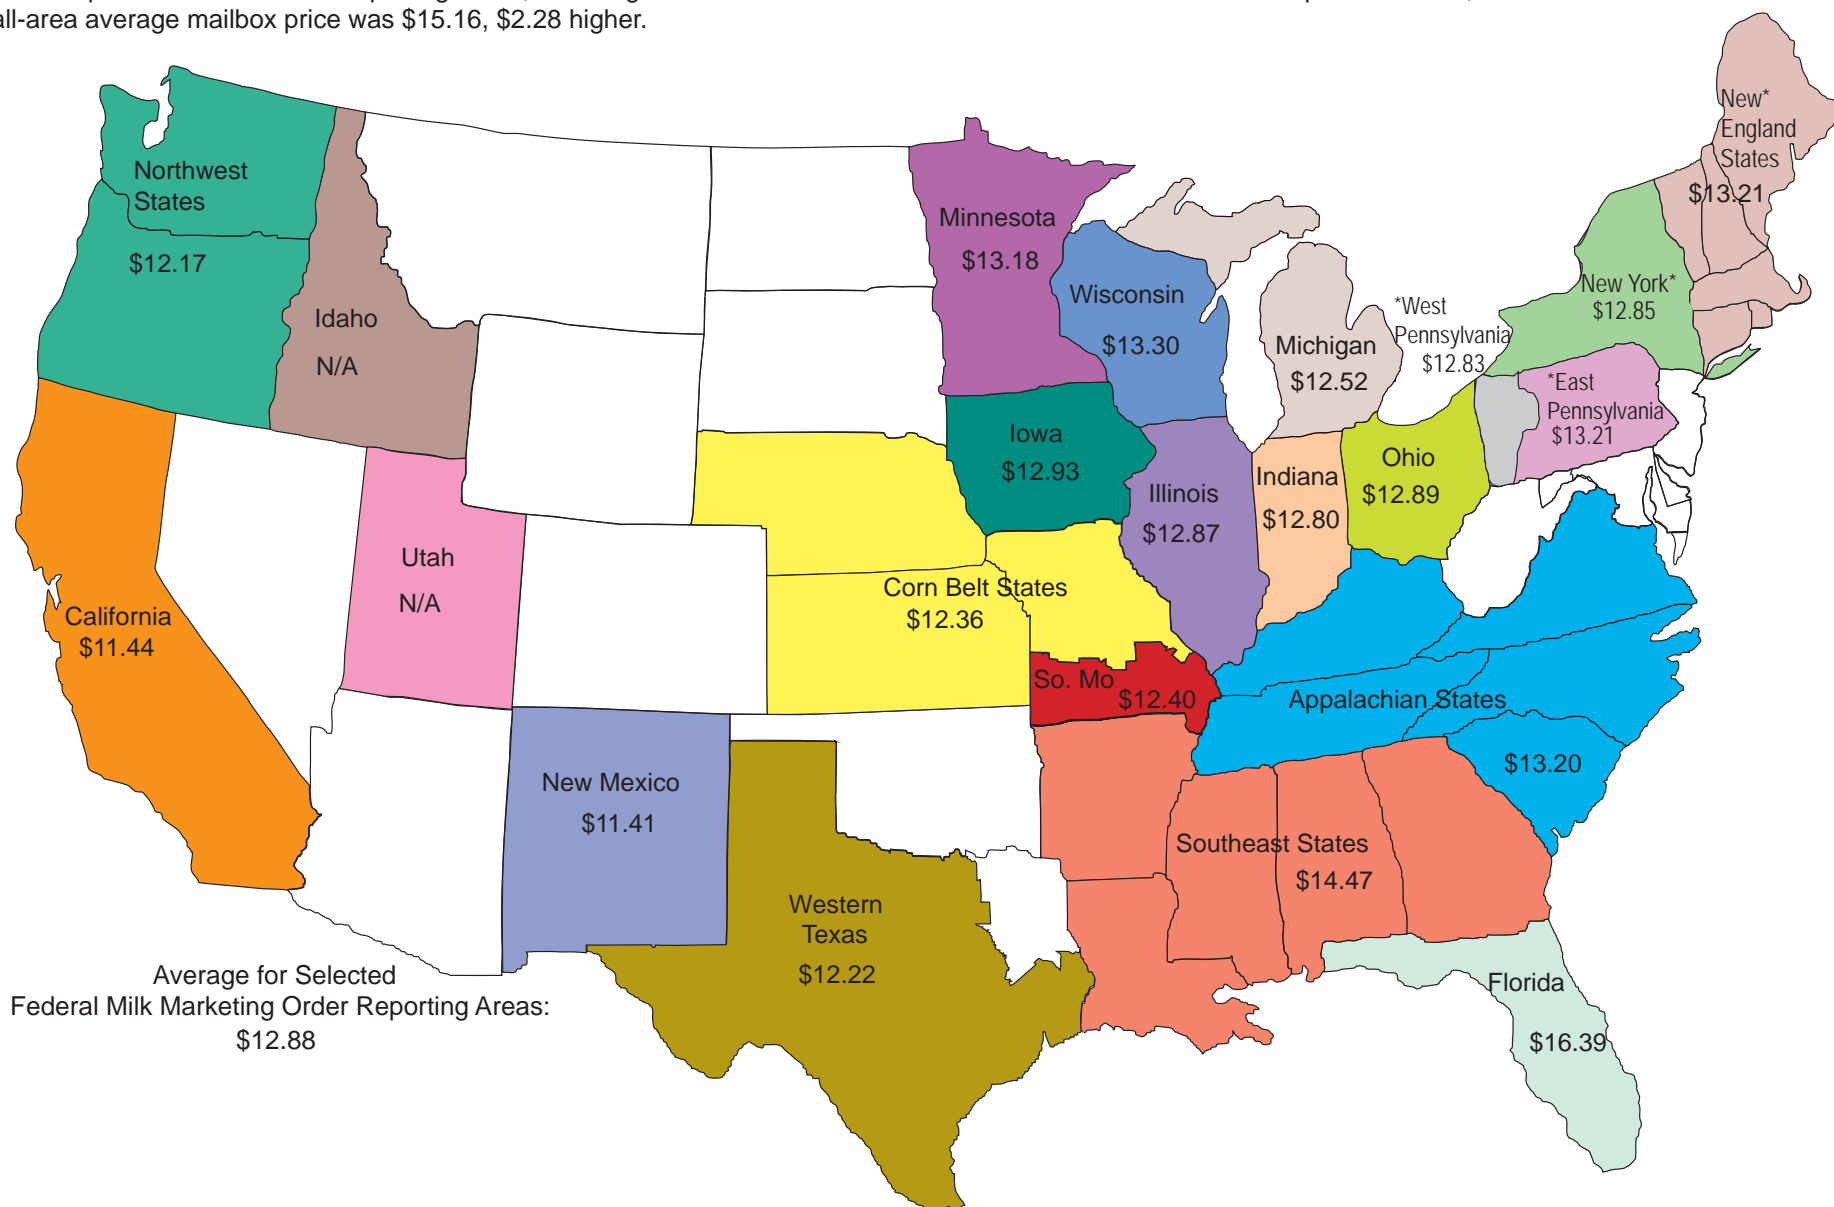 all-area average mailbox price was $15.16, $2.28 higher.
New*
England
States
$13.21
Northwest
States
$12.17
Minnesota
$13.18
Idaho
N/A
Wisconsin
$13.30
Michigan
$12.52
*West
Pennsylvania
$12.83
New York*
$12.85
*East
Pennsylvania
$13.21
Iowa
$12.93
Illinois
$12.87
Indiana
$12.80
Ohio
$12.89
Utah
N/A
California
$11.44
Corn Belt States
$12.36
So. Mo
$12.40
Appalachian States
$13.20
New Mexico
$11.41
Southeast States
$14.47
Western
Texas
$12.22
Florida
$16.39
Average for Selected
Federal Milk Marketing Order Reporting Areas:
$12.88